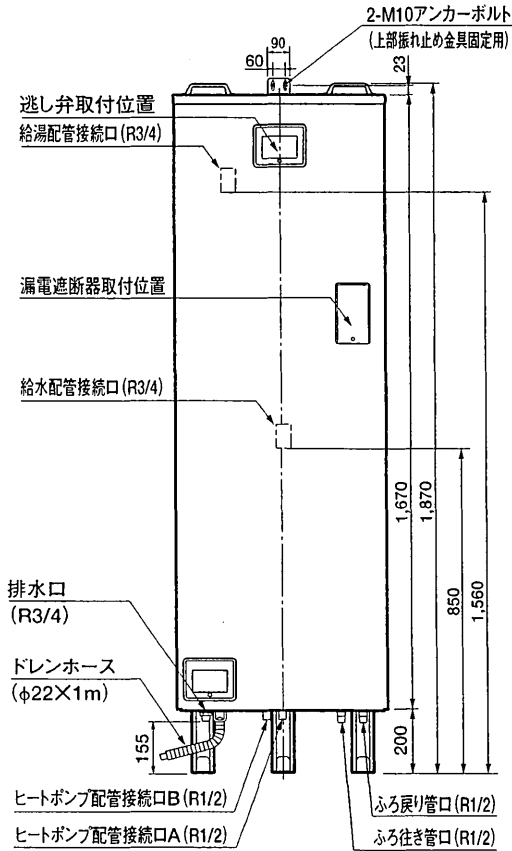 2-M10アンカーボルト
(上部振れ止め金具固定用)
90
60
23
逃し弁取付位置
給湯配管接続口(R3/4)
漏電遮断器取付位置
給水配管接続口(R3/4)
1,670
1,870
850
1,560
排水口
(R3/4)
ドレンホース
(φ22×1m)
155
200
ヒートポンプ配管接続口B(R1/2)
ふろ戻り管口(R1/2)
ヒートポンプ配管接続口A(R1/2)
ふろ往き管口(R1/2)